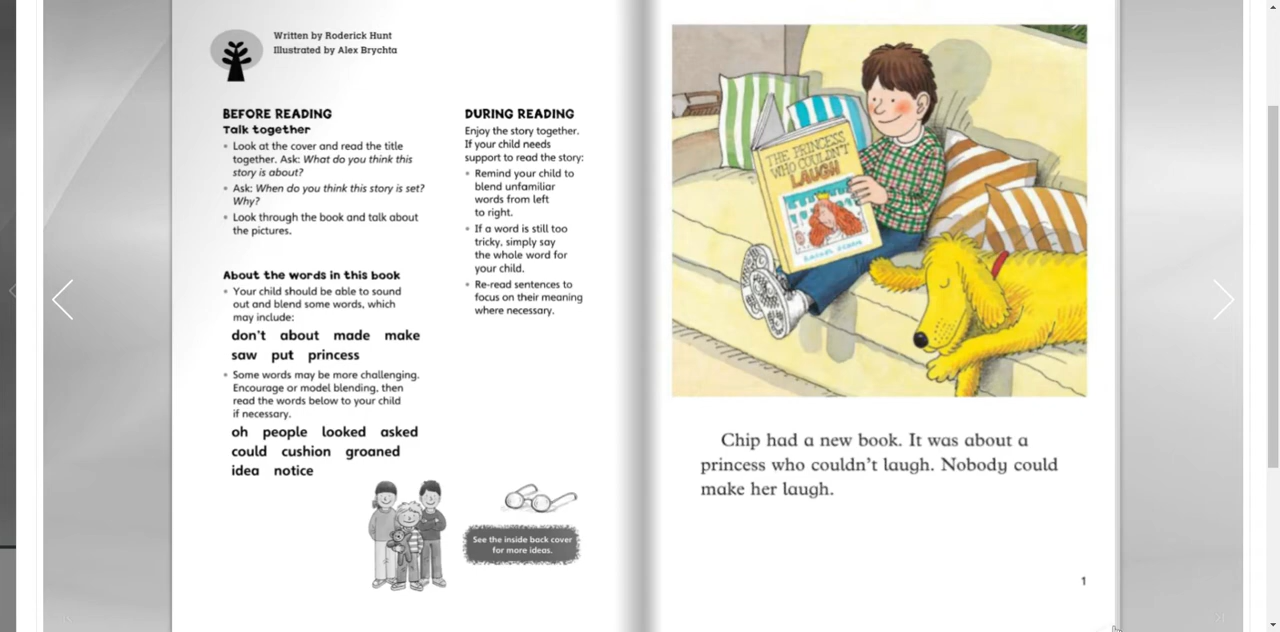 Written by Roderick Hunt
Illustrated by Alex Brychta
BEFORE READING
Talk together
• Look at the cover and read the title
together. Ask: What do you think this
story is about?
• Ask: When do you think this story is set?
Why?
• Look through the book and talk about
the pictures.
About the words in this book
• Your child should be able to sound
out and blend some words, which
may include:
don't about made make
saw put princess
• Some words may be more challenging.
Encourage or model blending, then
read the words below to your child
if necessary.
oh people looked asked
could cushion groaned
idea notice
DURING READING
Enjoy the story together.
If your child needs
support to read the story:
• Remind your child to
blend unfamiliar
words from left
to right.
• If a word is still too
tricky, simply say
the whole word for
your child.
• Re-read sentences to
focus on their meaning
where necessary.
See the inside back cover
for more ideas.
THE PRINCESS
WHO COULDN'T
LAUGH
Chip had a new book. It was about a
princess who couldn't laugh. Nobody could
make her laugh.
1